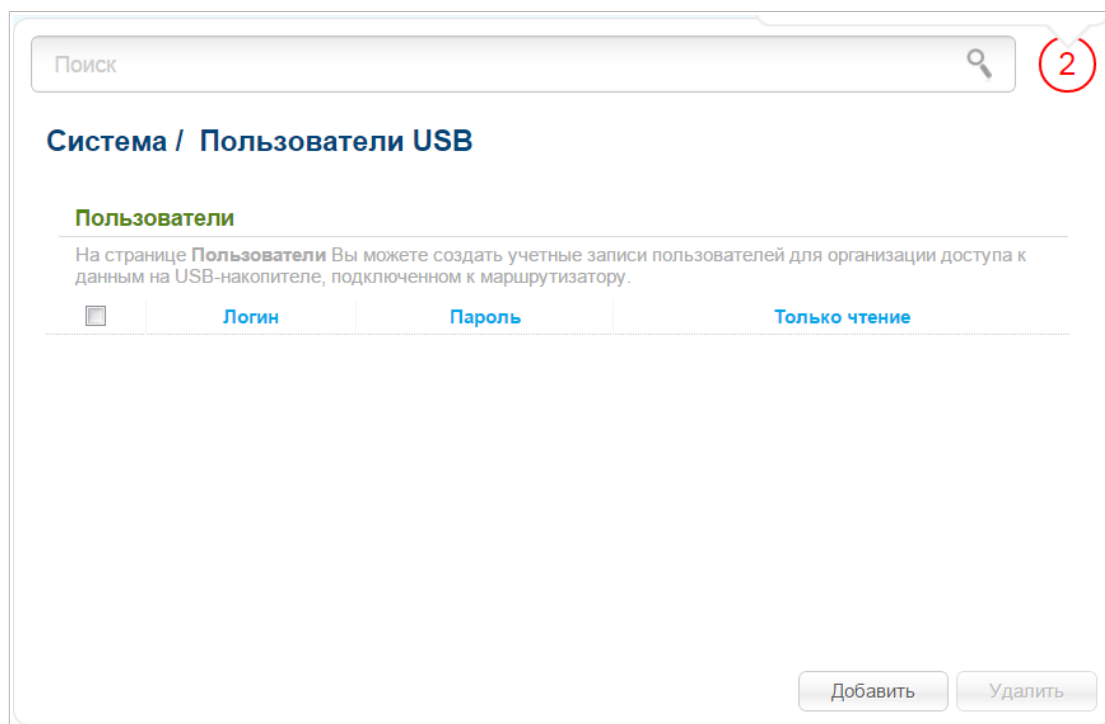 Поиск
2
Система / Пользователи USB
Пользователи
На странице Пользователи Вы можете создать учетные записи пользователей для организации доступа к
данным на USB-накопителе, подключенном к маршрутизатору.
Логин Пароль Только чтение
Добавить Удалить